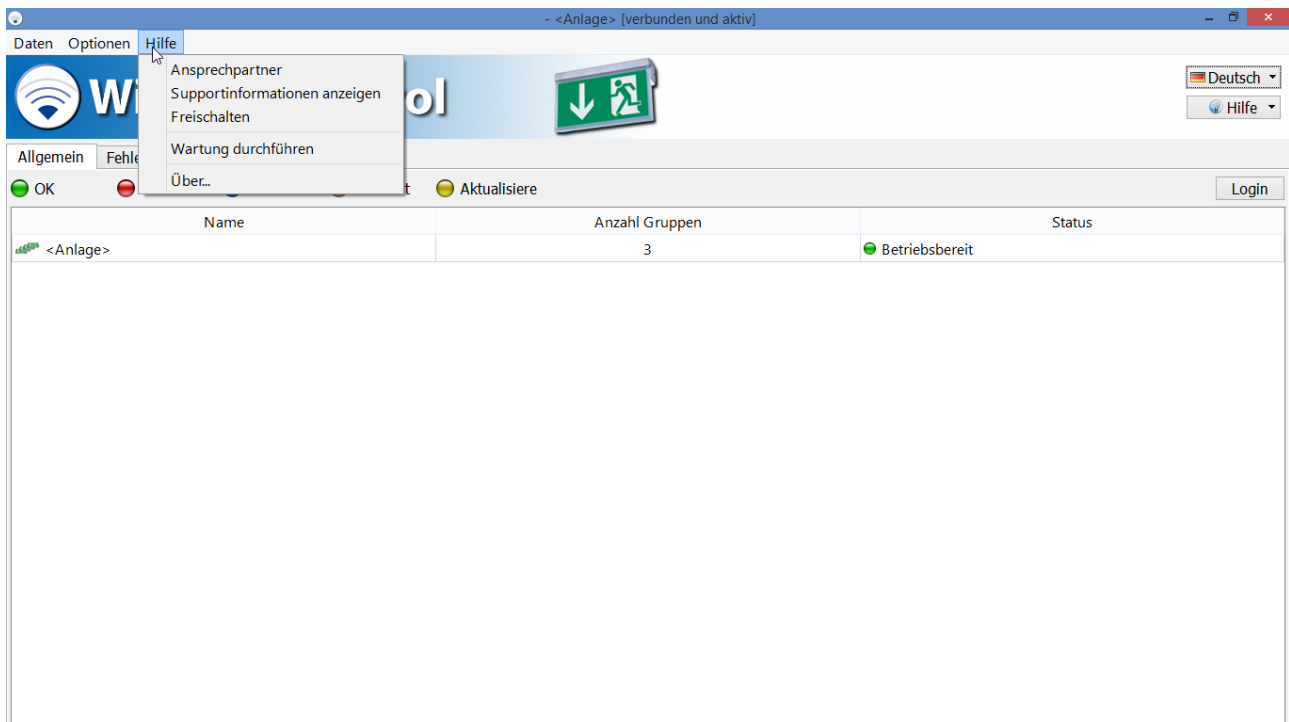 - <Anlage> [verbunden und aktiv]
Daten Optionen Hilfe
Ansprechpartner
Supportinformationen anzeigen
Freischalten
Wartung durchführen
Über...
Deutsch
Hilfe
Allgemein
OK
Aktualisiere
Login
Name Anzahl Gruppen Status
<Anlage> 3 Betriebsbereit